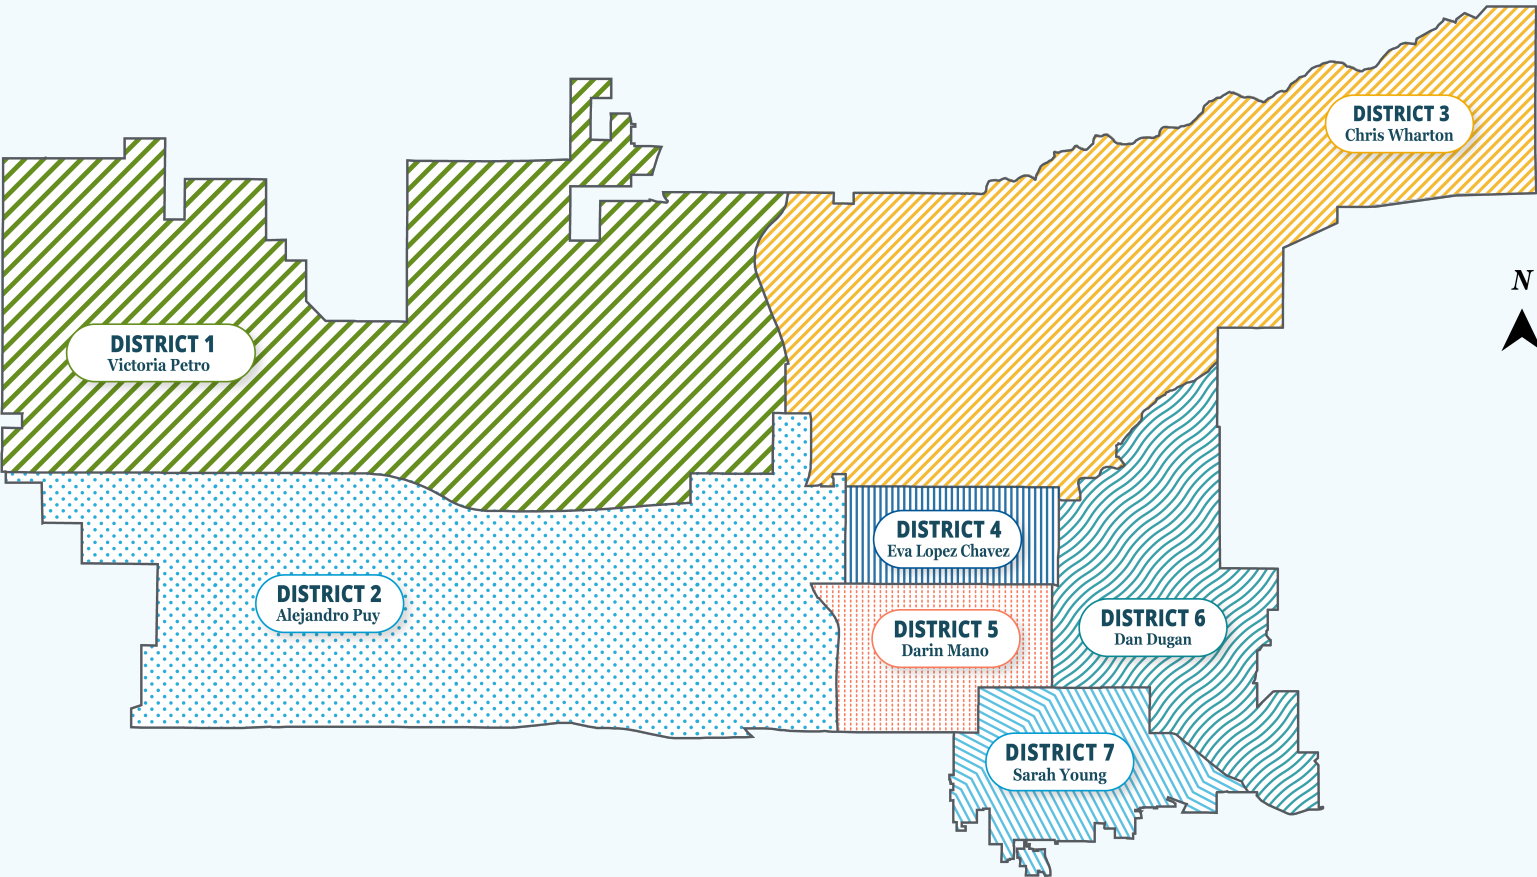 DISTRICT 3
Chris Wharton
N
DISTRICT 1
Victoria Petro
DISTRICT 4
Eva Lopez Chavez
DISTRICT 2
Alejandro Puy
DISTRICT 5
Darin Mano
DISTRICT 6
Dan Dugan
DISTRICT 7
Sarah Young